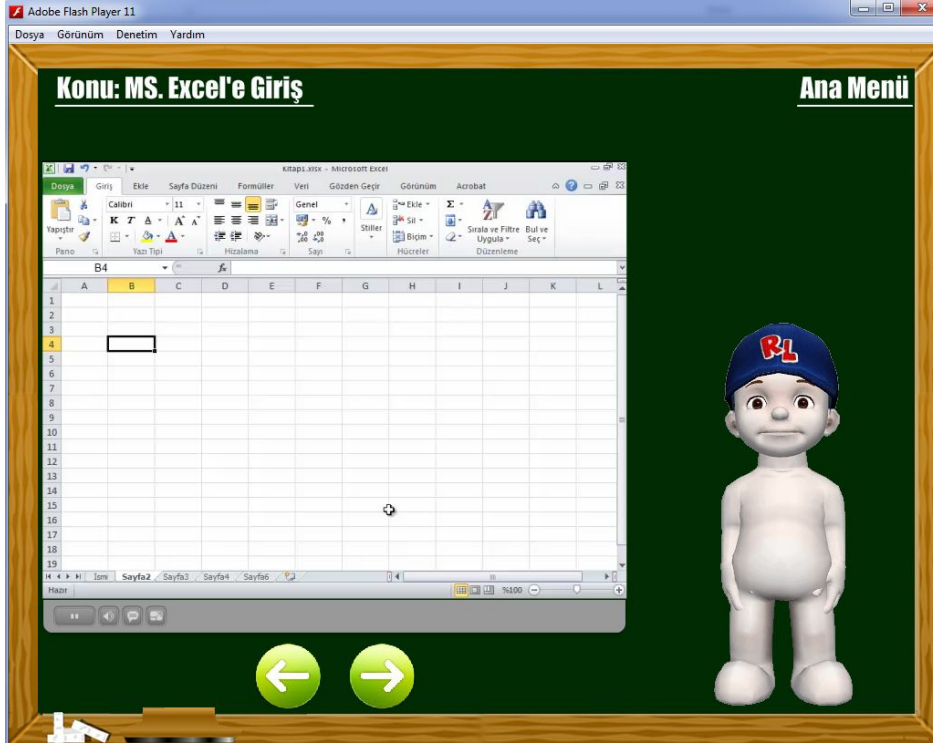 Adobe Flash Player 11
Dosya Görünüm Denetim Yardım
Konu: MS. Excel'e Giriş
Ana Menü
Kitap1.xlsx - Microsoft Excel
Dosya Giriş Ekle Sayfa Düzeni Formüller Veri Gözden Geçir Görünüm Acrobat
Yapıştır
Calibri 11
K T A A A
A
Genel
% ,
Stiller
Ekle
Sil
Biçim
Σ
Sırala ve Filtre Uygula
Bul ve Seç
Pano Yazı Tipi Hizalama Sayı Hücreler Düzenleme
B4 fx
A B C D E F G H I J K L
1
2
3
4
5
6
7
8
9
10
11
12
13
14
15
16
17
18
19
Ismi Sayfa2 Sayfa3 Sayfa4 Sayfa6
Hazır %100
RL